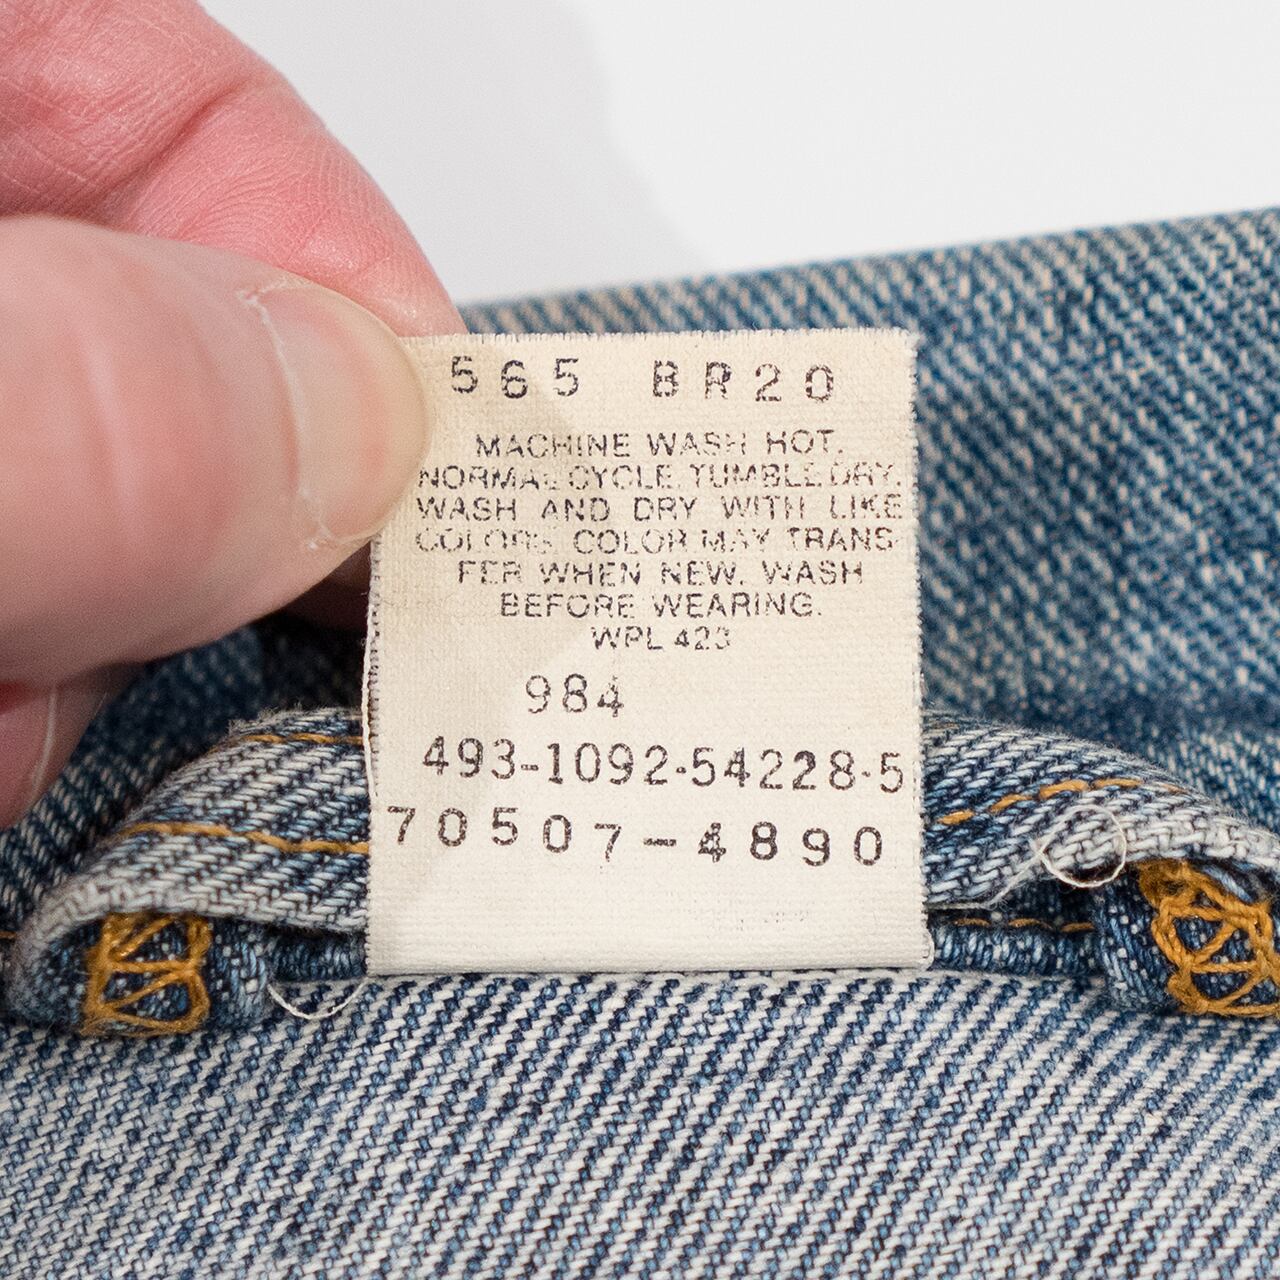 565 BR20
MACHINE WASH HOT.
NORMAL CYCLE. TUMBLE DRY.
WASH AND DRY WITH LIKE
COLORS. COLOR MAY TRANS-
FER WHEN NEW. WASH
BEFORE WEARING.
WPL 423
984
493-1092-54228-5
70507-4890